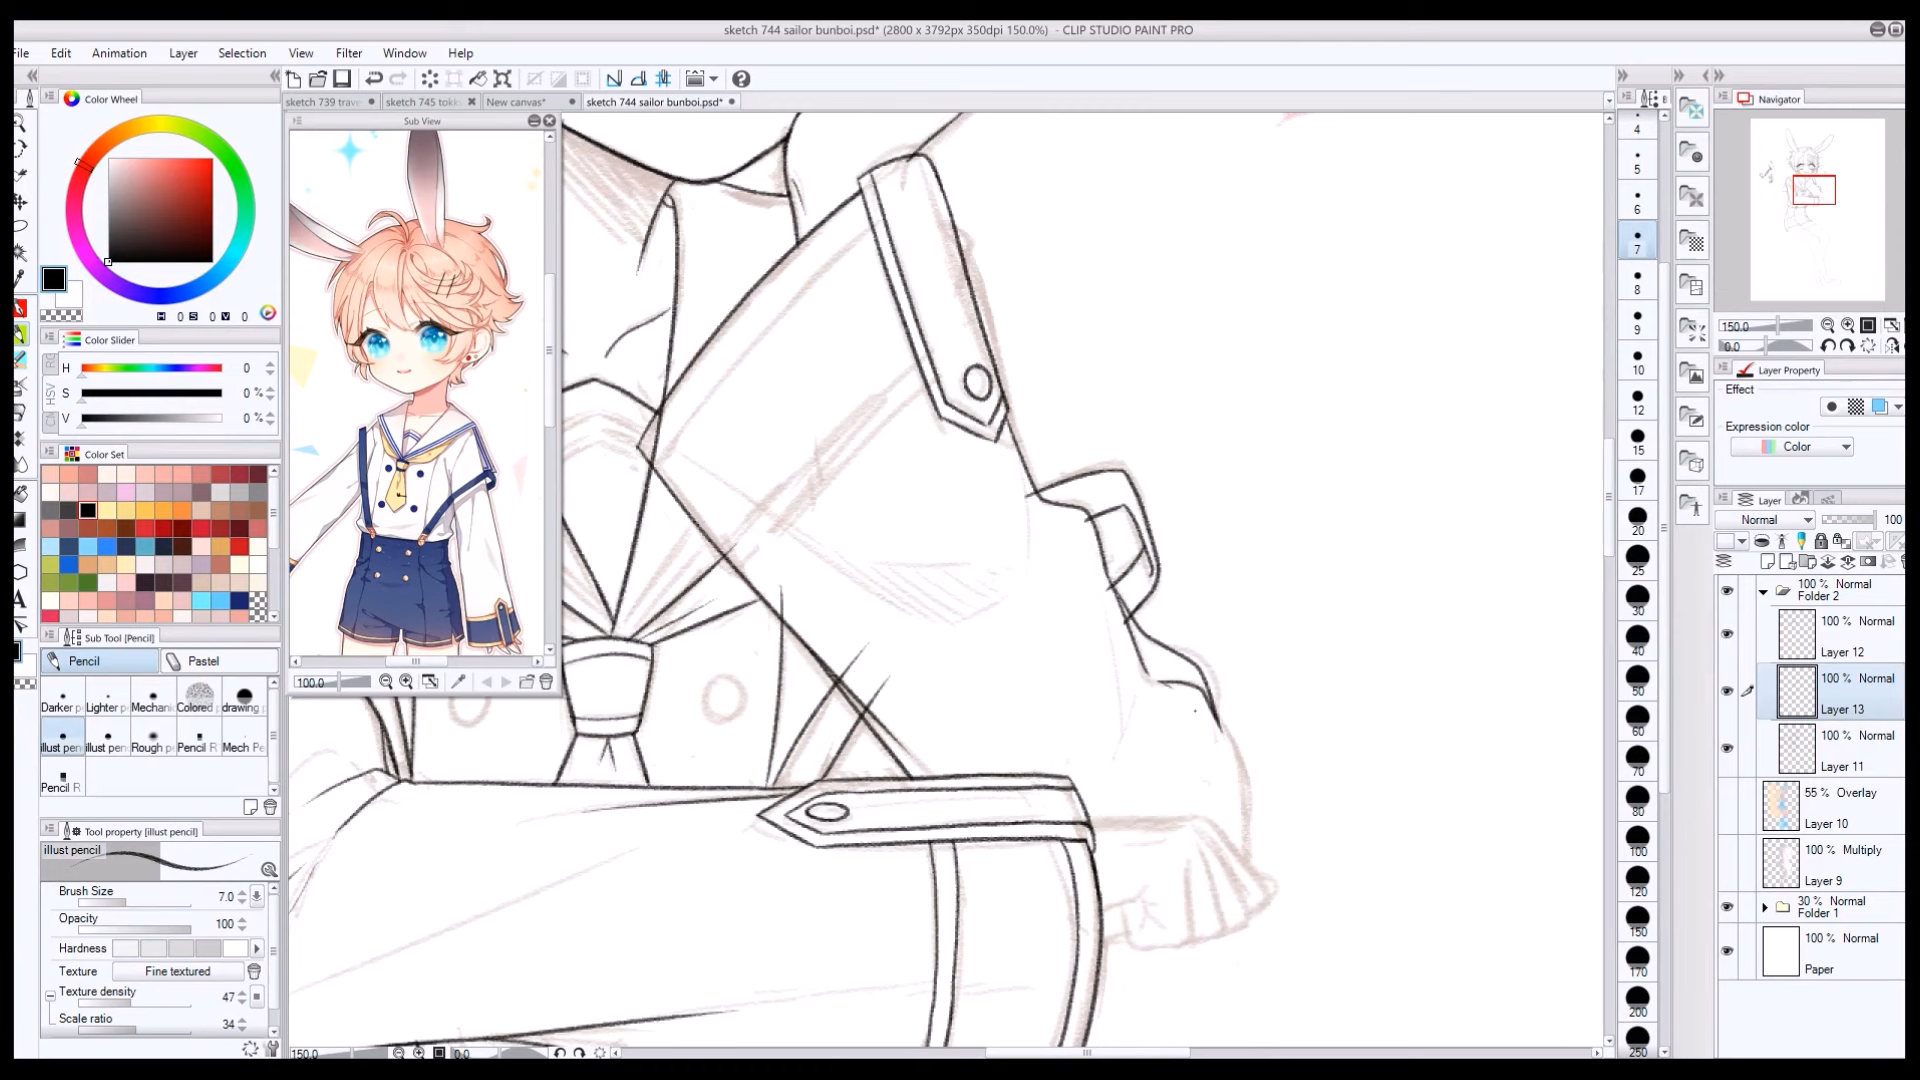 sketch 744 sailor bunboi.psd* (2800 x 3792px 350dpi 150.0%) - CLIP STUDIO PAINT PRO
File Edit Animation Layer Selection View Filter Window Help
sketch 739 trave sketch 745 tokk New canvas* sketch 744 sailor bunboi.psd*
Color Wheel
Sub View
Navigator
H 0 S 0 V 0
Color Slider
H 0
S 0 %
V 0 %
HSV
Color Set
Sub Tool [Pencil]
Pencil Pastel
Darker p Lighter p Mechani Colored drawing p
illust pen illust pen Rough p Pencil R Mech Pe
Pencil R
Tool property [illust pencil]
illust pencil
Brush Size 7.0
Opacity 100
Hardness
Texture Fine textured
Texture density 47
Scale ratio 34
100.0
150.0 0.0
4
5
6
7
8
9
10
12
15
17
20
25
30
40
50
60
70
80
100
120
150
170
200
250
150.0
0.0
Layer Property
Effect
Expression color
Color
Layer
Normal 100
100 % Normal
Folder 2
100 % Normal
Layer 12
100 % Normal
Layer 13
100 % Normal
Layer 11
55 % Overlay
Layer 10
100 % Multiply
Layer 9
30 % Normal
Folder 1
100 % Normal
Paper